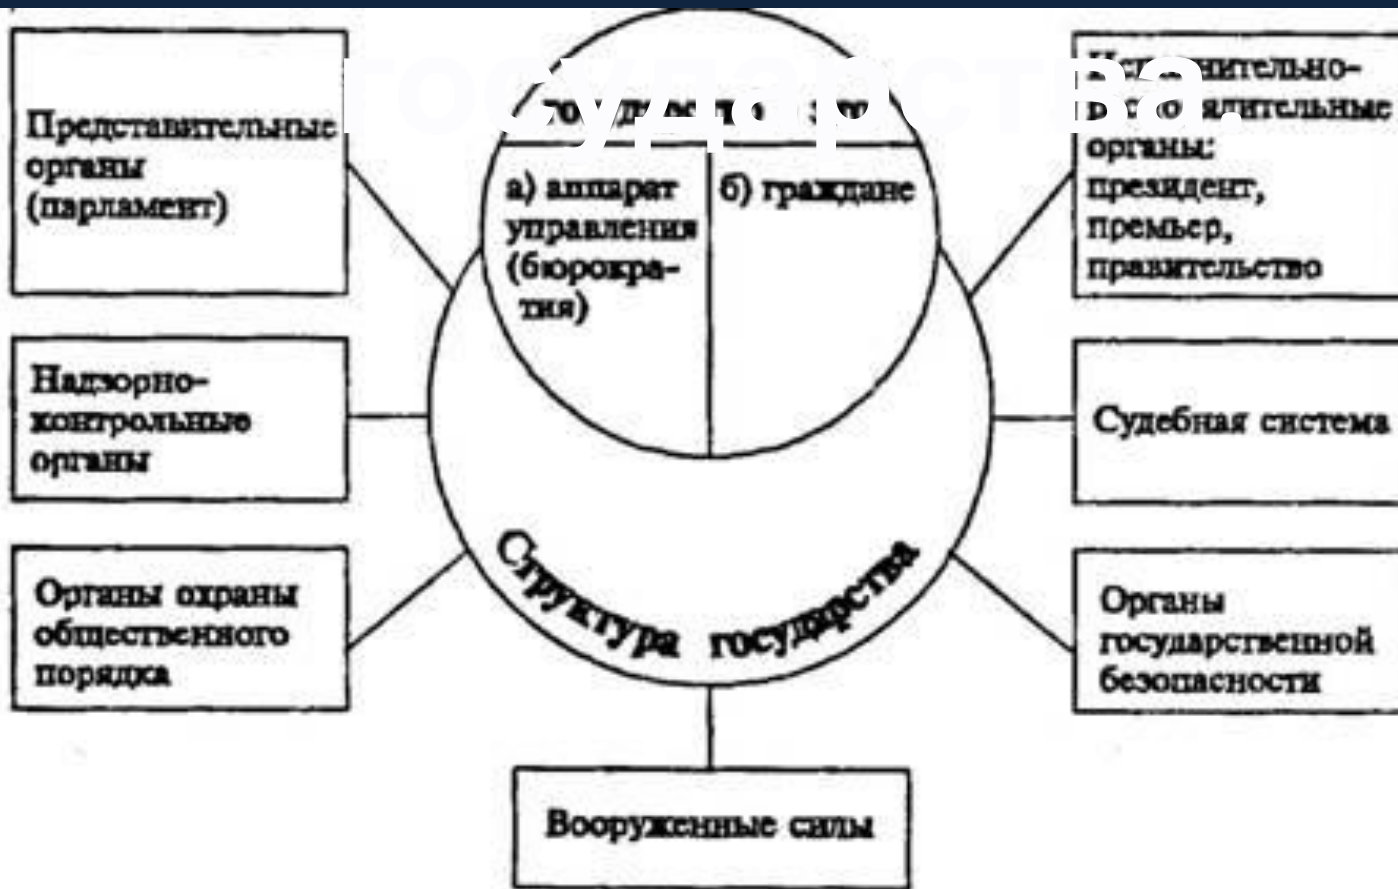 государства.
Представительные
органы
(парламент)
Надзорно-
контрольные
органы
Органы охраны
общественного
порядка
а) аппарат
управления
(бюрокра-
тия)
б) граждане
Структура государства
Вооруженные силы
органы:
президент,
премьер,
правительство
Судебная система
Органы
государственной
безопасности